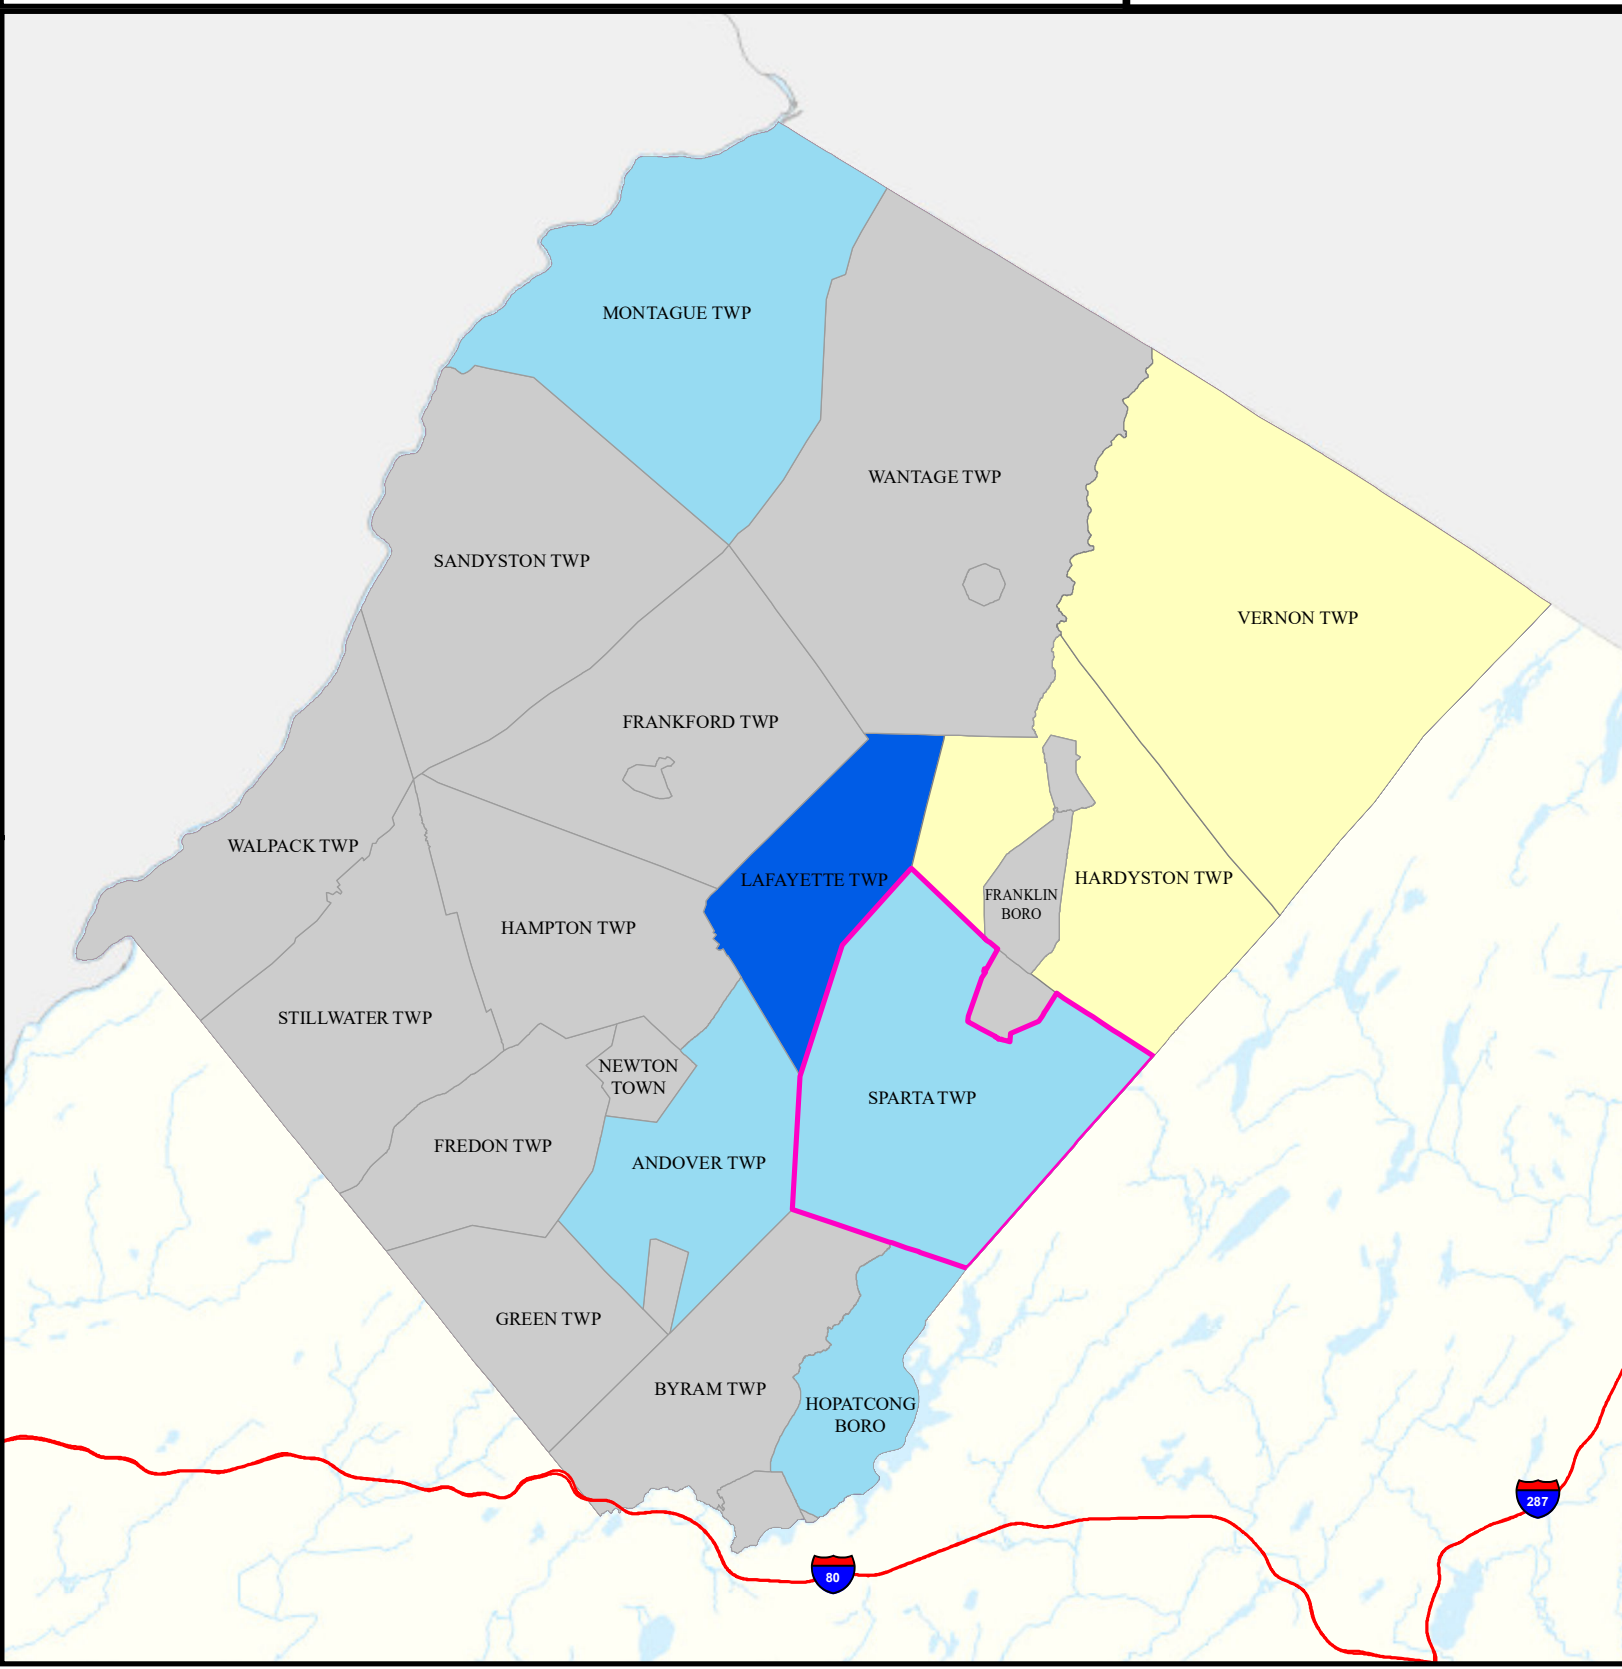 MONTAGUE TWP
WANTAGE TWP
SANDYSTON TWP
VERNON TWP
FRANKFORD TWP
WALPACK TWP
LAFAYETTE TWP
HARDYSTON TWP
FRANKLIN
BORO
HAMPTON TWP
STILLWATER TWP
NEWTON
TOWN
SPARTA TWP
FREDON TWP
ANDOVER TWP
GREEN TWP
BYRAM TWP
HOPATCONG
BORO
287
80